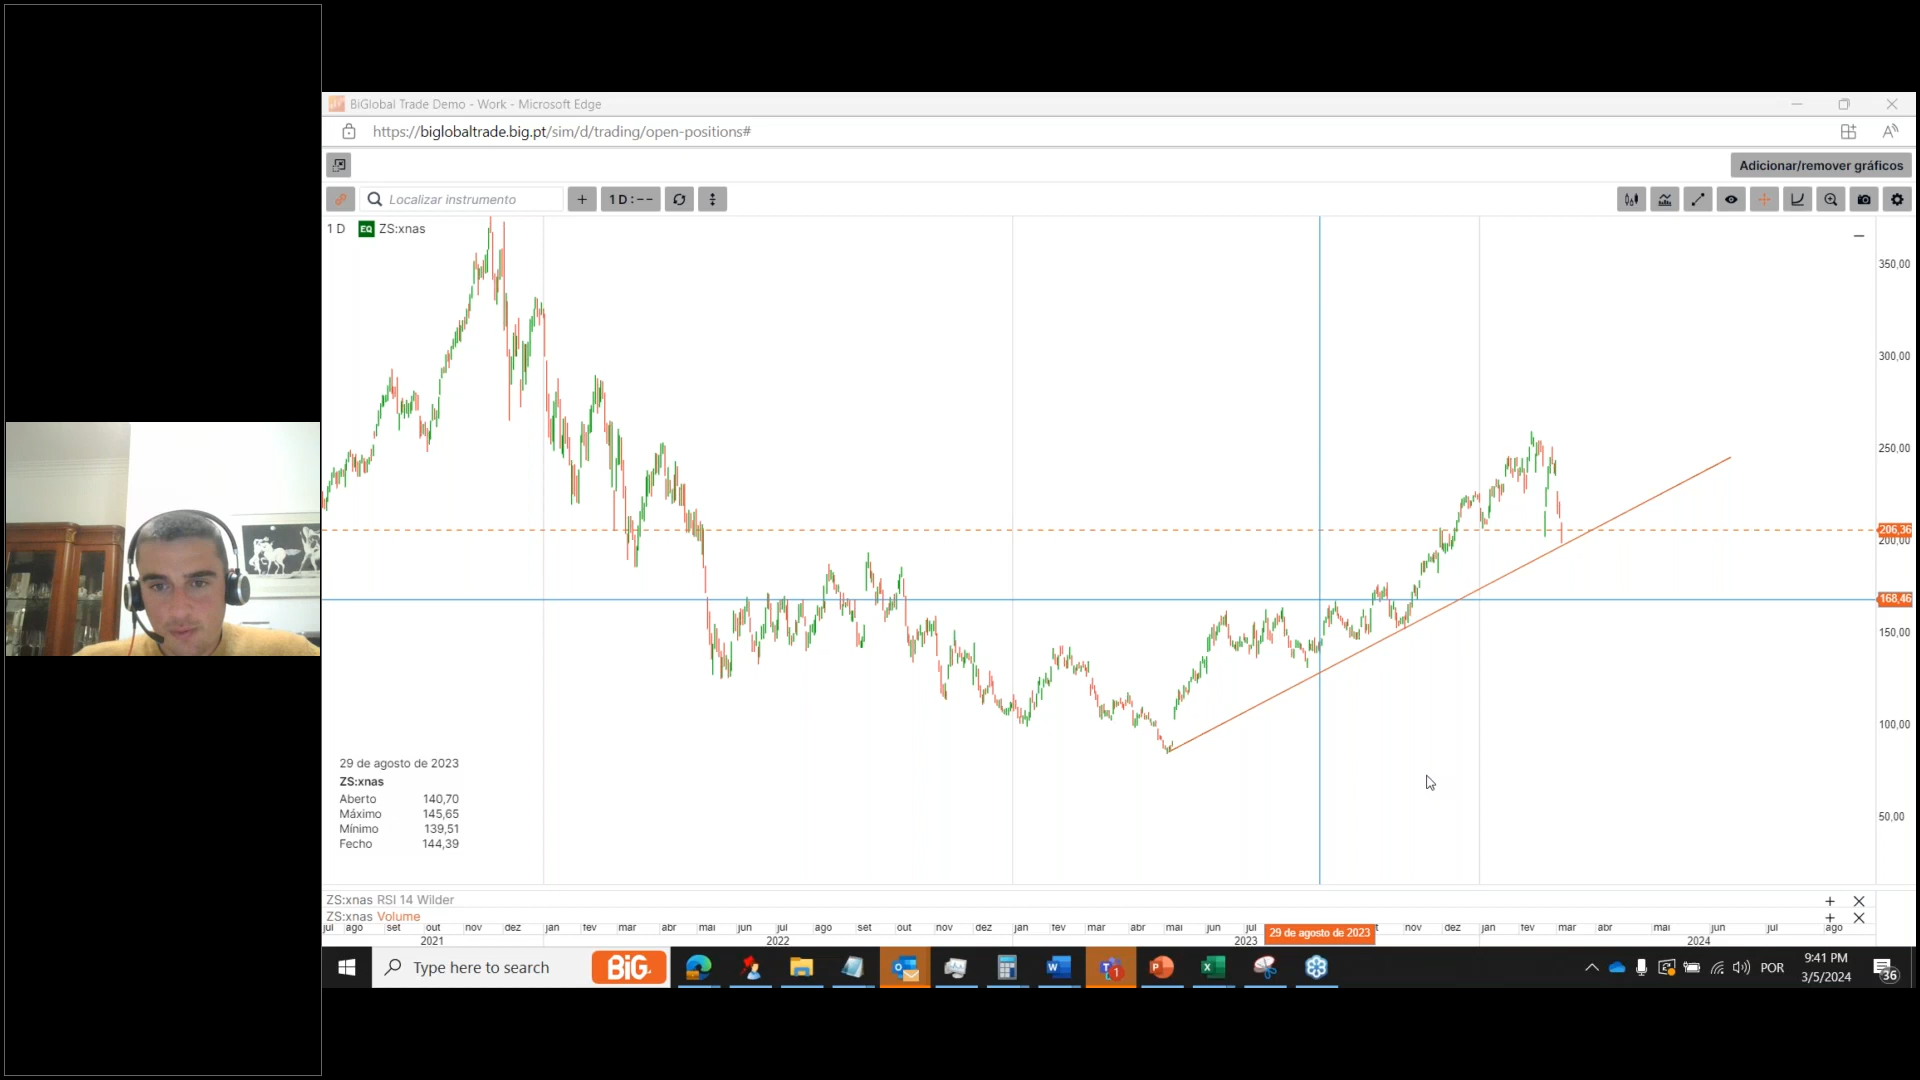 BiGlobal Trade Demo - Work - Microsoft Edge
https://biglobaltrade.big.pt/sim/d/trading/open-positions#
Adicionar/remover gráficos
Localizar instrumento
1 D : --
1 D EQ ZS:xnas
350,00
300,00
250,00
206,36
200,00
168,46
150,00
100,00
50,00
29 de agosto de 2023
ZS:xnas
Aberto 140,70
Máximo 145,65
Mínimo 139,51
Fecho 144,39
ZS:xnas RSI 14 Wilder
ZS:xnas Volume
jul ago set out nov dez jan fev mar abr mai jun jul ago set out nov dez jan fev mar abr mai jun jul 29 de agosto de 2023 t nov dez jan fev mar abr mai jun jul ago
2021 2022 2023 2024
Type here to search
BiG
1
POR
9:41 PM
3/5/2024
36